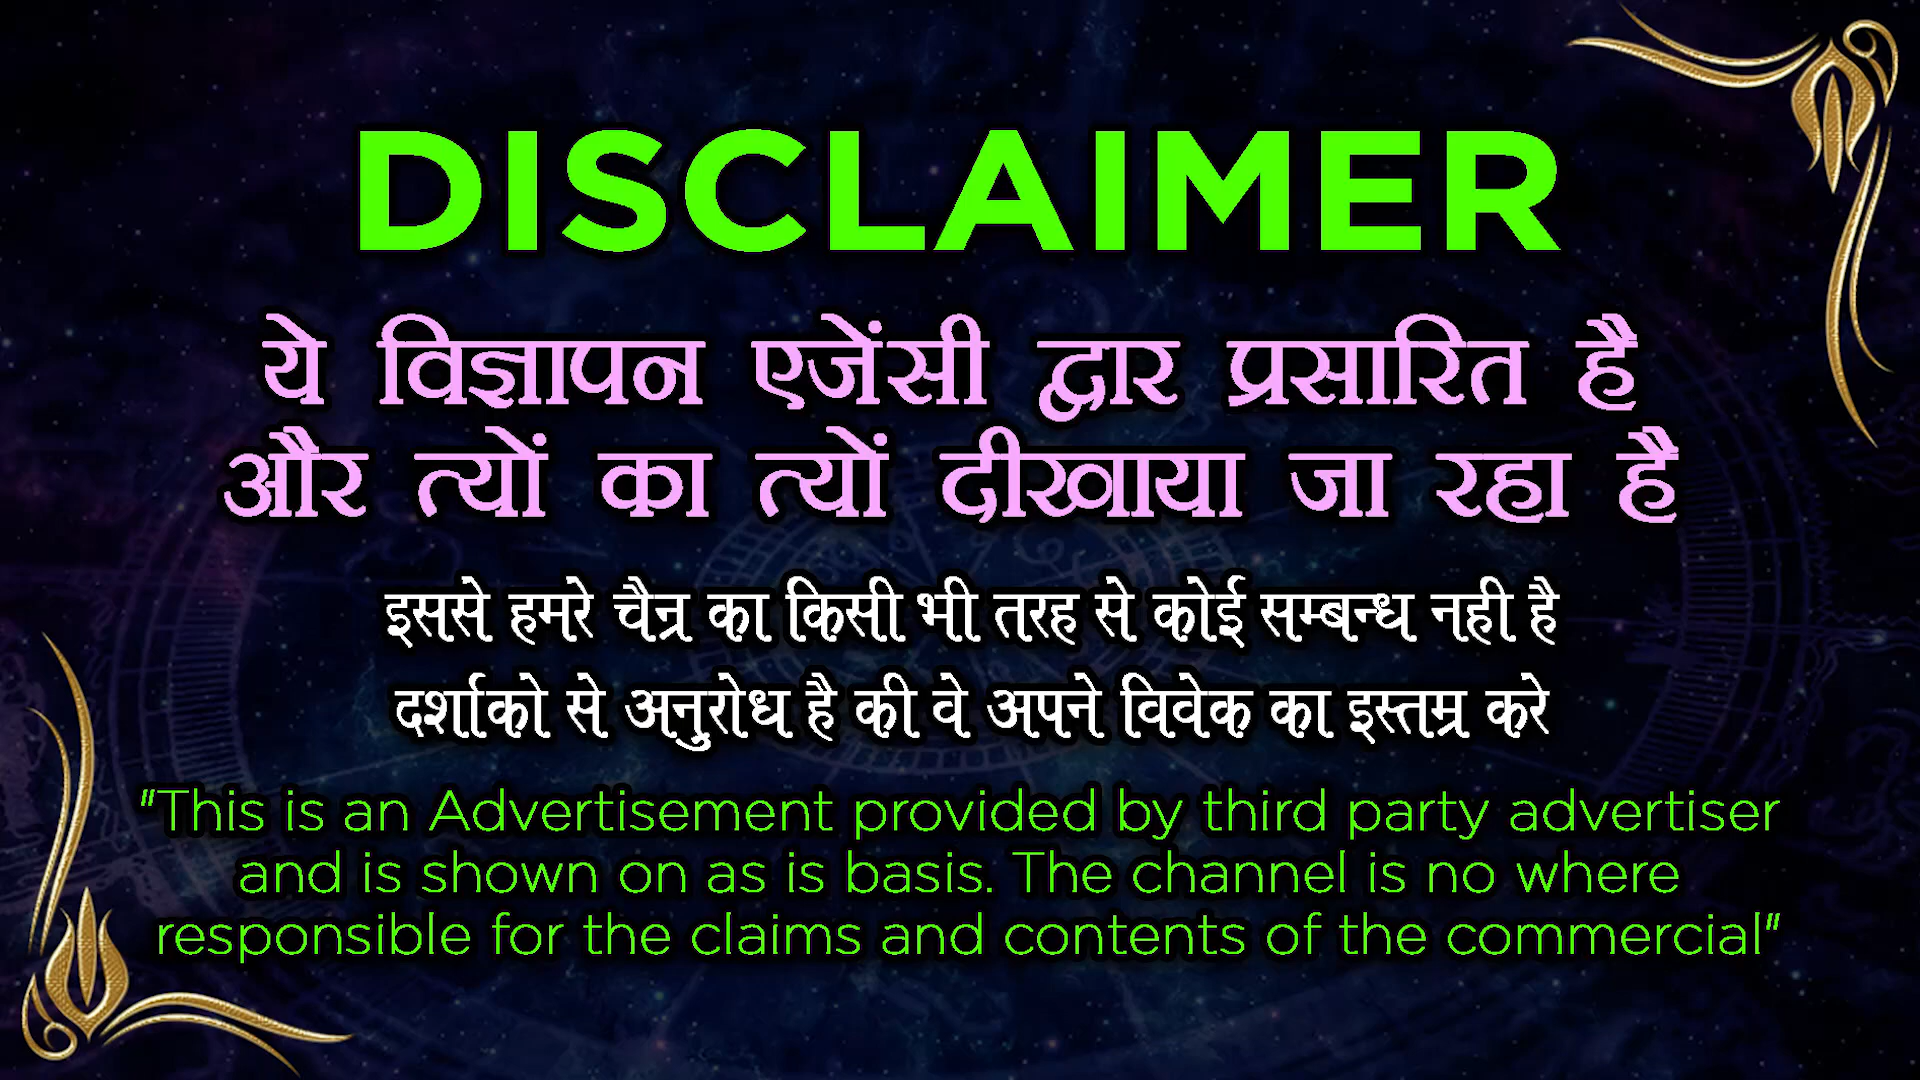 DISCLAIMER
ये विज्ञापन एजेंसी द्वार प्रसारित है
और त्यों का त्यों दीखाया जा रहा है
इससे हमरे चैन्र का किसी भी तरह से कोई सम्बन्ध नही है
दर्शाको से अनुरोध है की वे अपने विवेक का इस्तम्र करे
"This is an Advertisement provided by third party advertiser
and is shown on as is basis. The channel is no where
responsible for the claims and contents of the commercial"